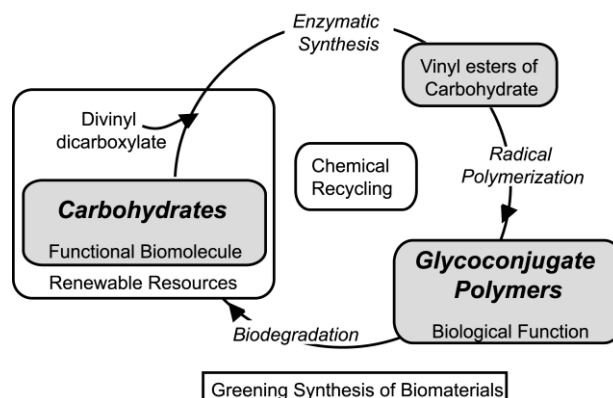 Enzymatic
Synthesis
Vinyl esters of
Carbohydrate
Divinyl
dicarboxylate
Chemical
Recycling
Radical
Polymerization
Carbohydrates
Functional Biomolecule
Renewable Resources
Glycoconjugate
Polymers
Biological Function
Biodegradation
Greening Synthesis of Biomaterials